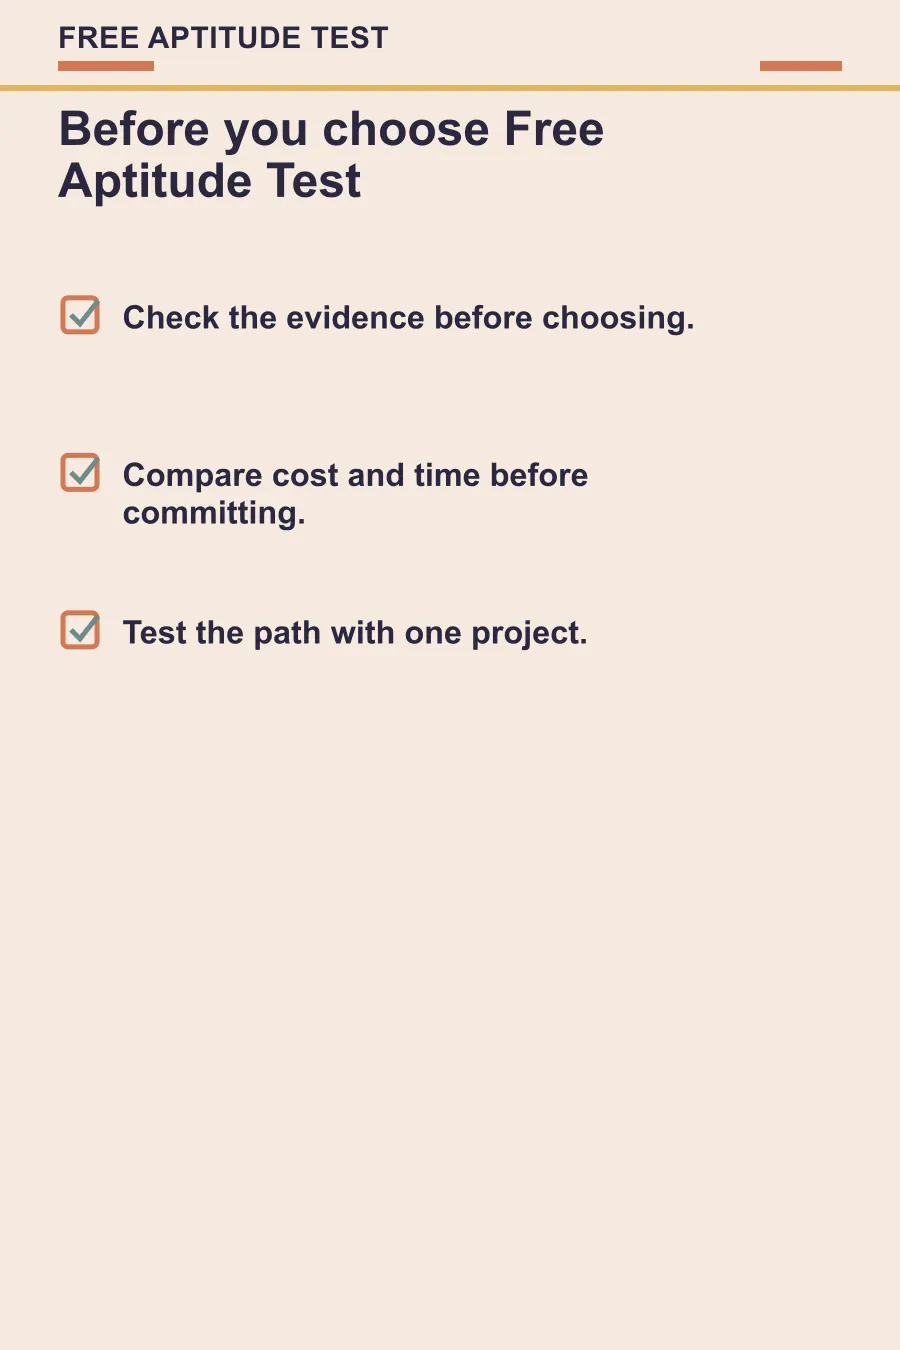 FREE APTITUDE TEST
Before you choose Free
Aptitude Test
Check the evidence before choosing.
Compare cost and time before
committing.
Test the path with one project.